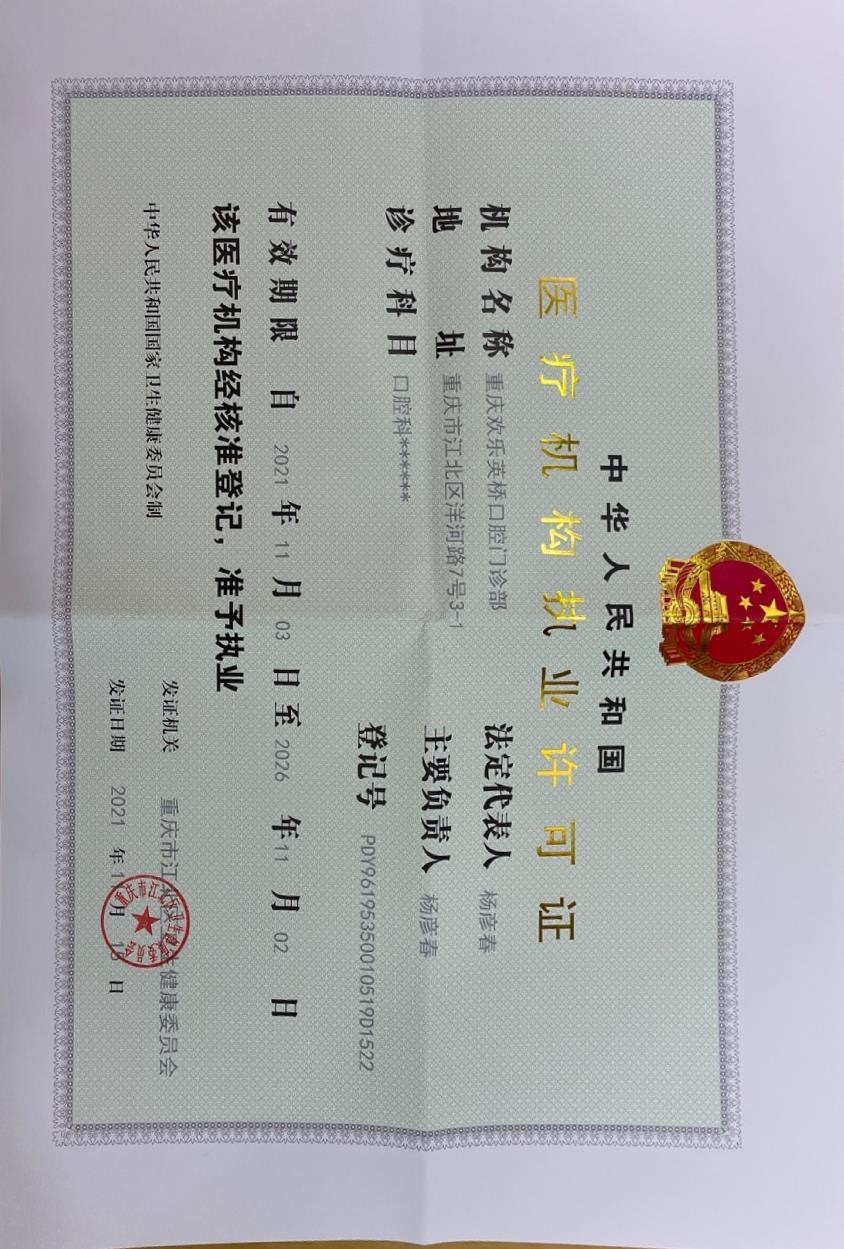 中华人民共和国
医疗机构执业许可证
机构名称 重庆欢乐英桥口腔门诊部 法定代表人 杨彦春
地址 重庆市江北区洋河路7号3-1 主要负责人 杨彦春
诊疗科目 口腔科****** 登记号 PDY96195350010519D1522
有效期限 自 2021 年 11 月 03 日至 2026 年 11 月 02 日
该医疗机构经核准登记，准予执业
中华人民共和国国家卫生健康委员会制
发证机关 重庆市江北区卫生健康委员会
发证日期 2021 年 月 日